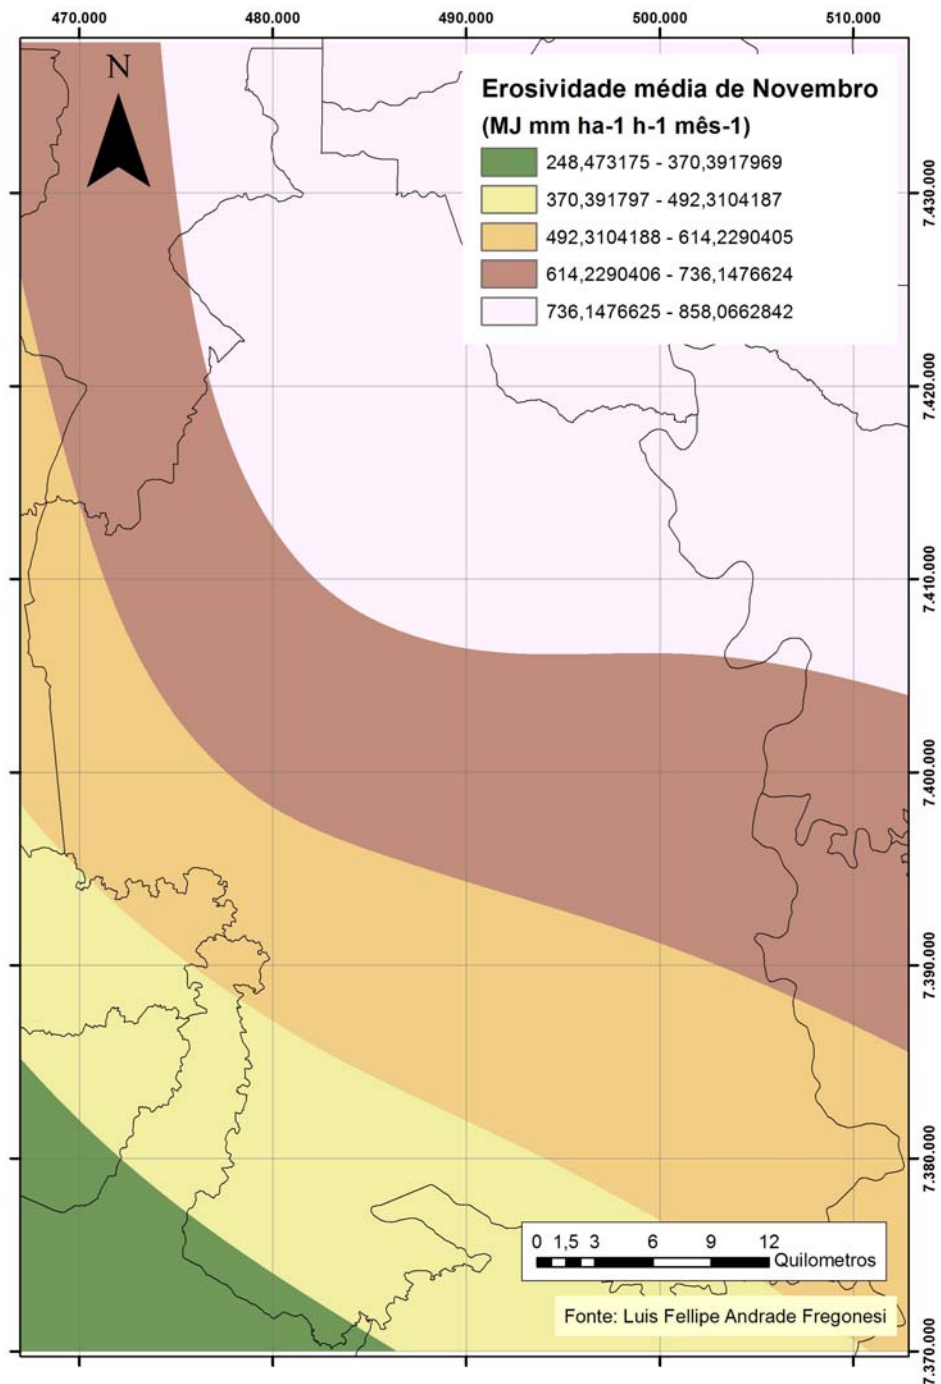 470.000 480.000 490.000 500.000 510.000
N
Erosividade média de Novembro
(MJ mm ha-1 h-1 mês-1)
248,473175 - 370,3917969
370,391797 - 492,3104187
492,3104188 - 614,2290405
614,2290406 - 736,1476624
736,1476625 - 858,0662842
7.430.000
7.420.000
7.410.000
7.400.000
7.390.000
7.380.000
7.370.000
0 1,5 3 6 9 12
Quilometros
Fonte: Luis Fellipe Andrade Fregonesi